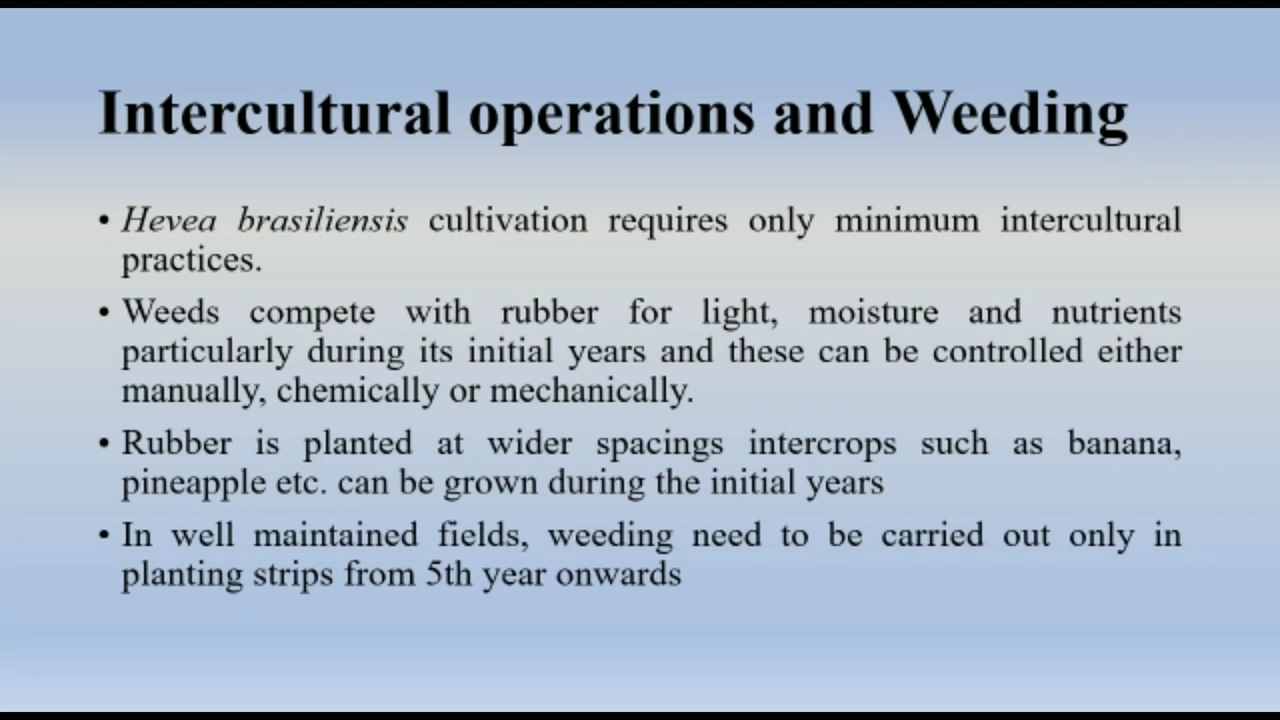 Intercultural operations and Weeding
• Hevea brasiliensis cultivation requires only minimum intercultural
practices.
• Weeds compete with rubber for light, moisture and nutrients
particularly during its initial years and these can be controlled either
manually, chemically or mechanically.
• Rubber is planted at wider spacings intercrops such as banana,
pineapple etc. can be grown during the initial years
• In well maintained fields, weeding need to be carried out only in
planting strips from 5th year onwards